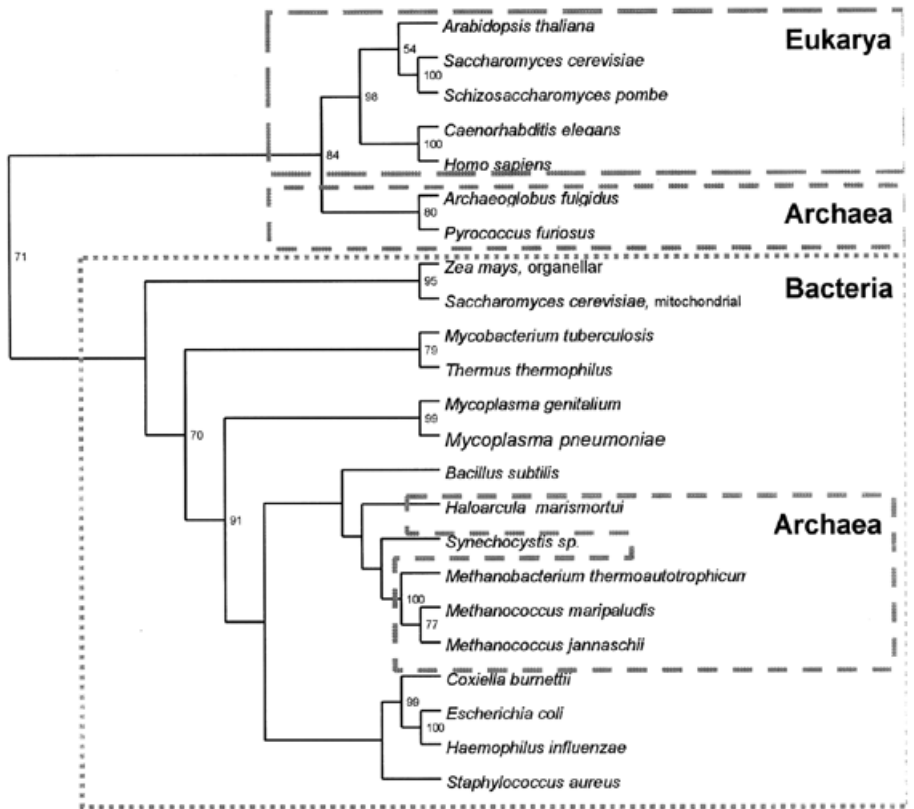 Arabidopsis thaliana
Eukarya
54
Saccharomyces cerevisiae
100
Schizosaccharomyces pombe
98
Caenorhabditis elegans
100
84
Homo sapiens
Archaeoglobus fulgidus
80
Archaea
Pyrococcus furiosus
71
Zea mays, organellar
95
Bacteria
Saccharomyces cerevisiae, mitochondrial
Mycobacterium tuberculosis
79
Thermus thermophilus
Mycoplasma genitalium
99
70
Mycoplasma pneumoniae
Bacillus subtilis
Haloarcula marismortui
91
Archaea
Synechocystis sp.
Methanobacterium thermoautotrophicum
100
Methanococcus maripaludis
77
Methanococcus jannaschii
Coxiella burnettii
99
Escherichia coli
100
Haemophilus influenzae
Staphylococcus aureus